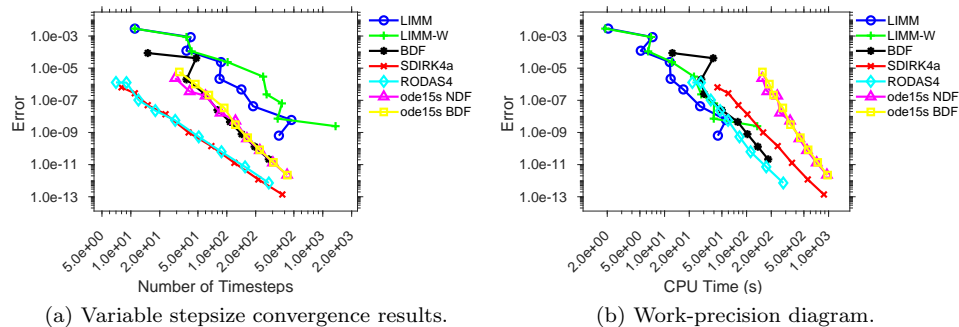 LIMM
LIMM-W
BDF
SDIRK4a
RODAS4
ode15s NDF
ode15s BDF
1.0e-03
1.0e-05
1.0e-07
1.0e-09
1.0e-11
1.0e-13
Error
5.0e+00
1.0e+01
2.0e+01
5.0e+01
1.0e+02
2.0e+02
5.0e+02
1.0e+03
2.0e+03
Number of Timesteps
(a) Variable stepsize convergence results.
LIMM
LIMM-W
BDF
SDIRK4a
RODAS4
ode15s NDF
ode15s BDF
1.0e-03
1.0e-05
1.0e-07
1.0e-09
1.0e-11
1.0e-13
Error
2.0e+00
5.0e+00
1.0e+01
2.0e+01
5.0e+01
1.0e+02
2.0e+02
5.0e+02
1.0e+03
CPU Time (s)
(b) Work-precision diagram.